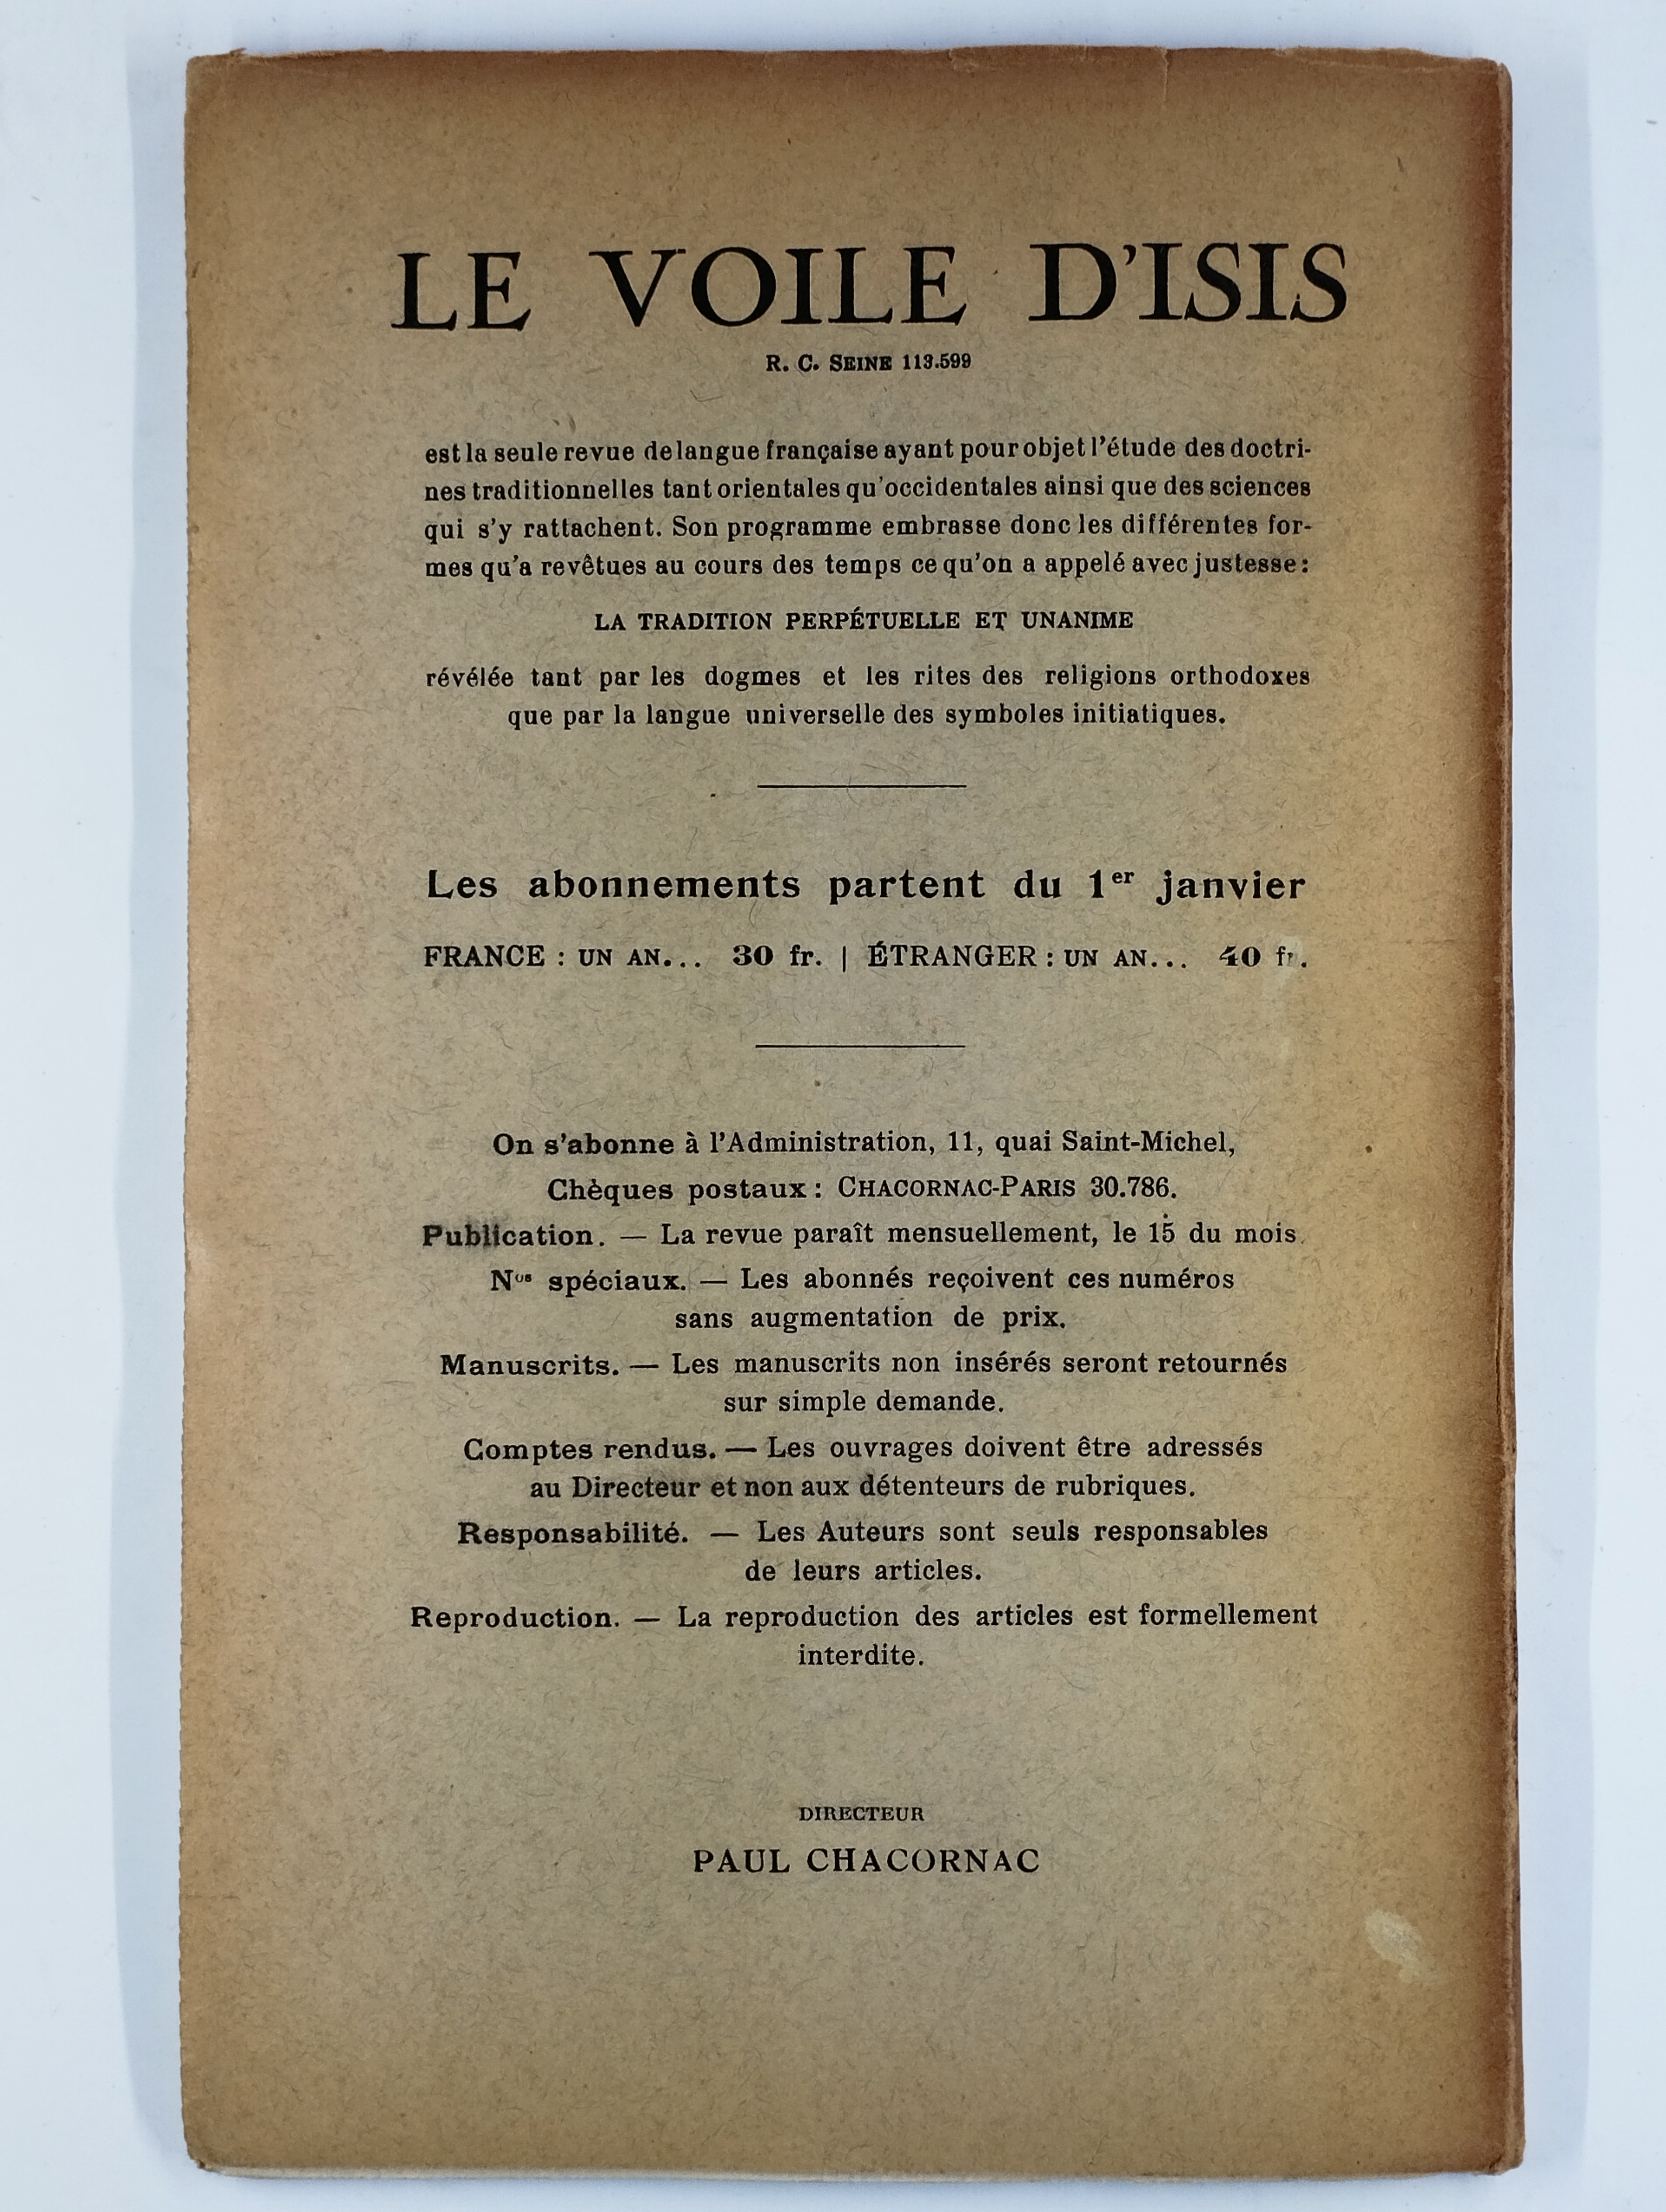 LE VOILE D'ISIS
R. C. SEINE 113.599
est la seule revue de langue française ayant pour objet l'étude des doctri-
nes traditionnelles tant orientales qu'occidentales ainsi que des sciences
qui s'y rattachent. Son programme embrasse donc les différentes for-
mes qu'a revêtues au cours des temps ce qu'on a appelé avec justesse :
LA TRADITION PERPÉTUELLE ET UNANIME
révélée tant par les dogmes et les rites des religions orthodoxes
que par la langue universelle des symboles initiatiques.
Les abonnements partent du 1er janvier
FRANCE : UN AN... 30 fr. | ÉTRANGER : UN AN... 40 fr.
On s'abonne à l'Administration, 11, quai Saint-Michel,
Chèques postaux : CHACORNAC-PARIS 30.786.
Publication. — La revue paraît mensuellement, le 15 du mois.
Nos spéciaux. — Les abonnés reçoivent ces numéros
sans augmentation de prix.
Manuscrits. — Les manuscrits non insérés seront retournés
sur simple demande.
Comptes rendus. — Les ouvrages doivent être adressés
au Directeur et non aux détenteurs de rubriques.
Responsabilité. — Les Auteurs sont seuls responsables
de leurs articles.
Reproduction. — La reproduction des articles est formellement
interdite.
DIRECTEUR
PAUL CHACORNAC